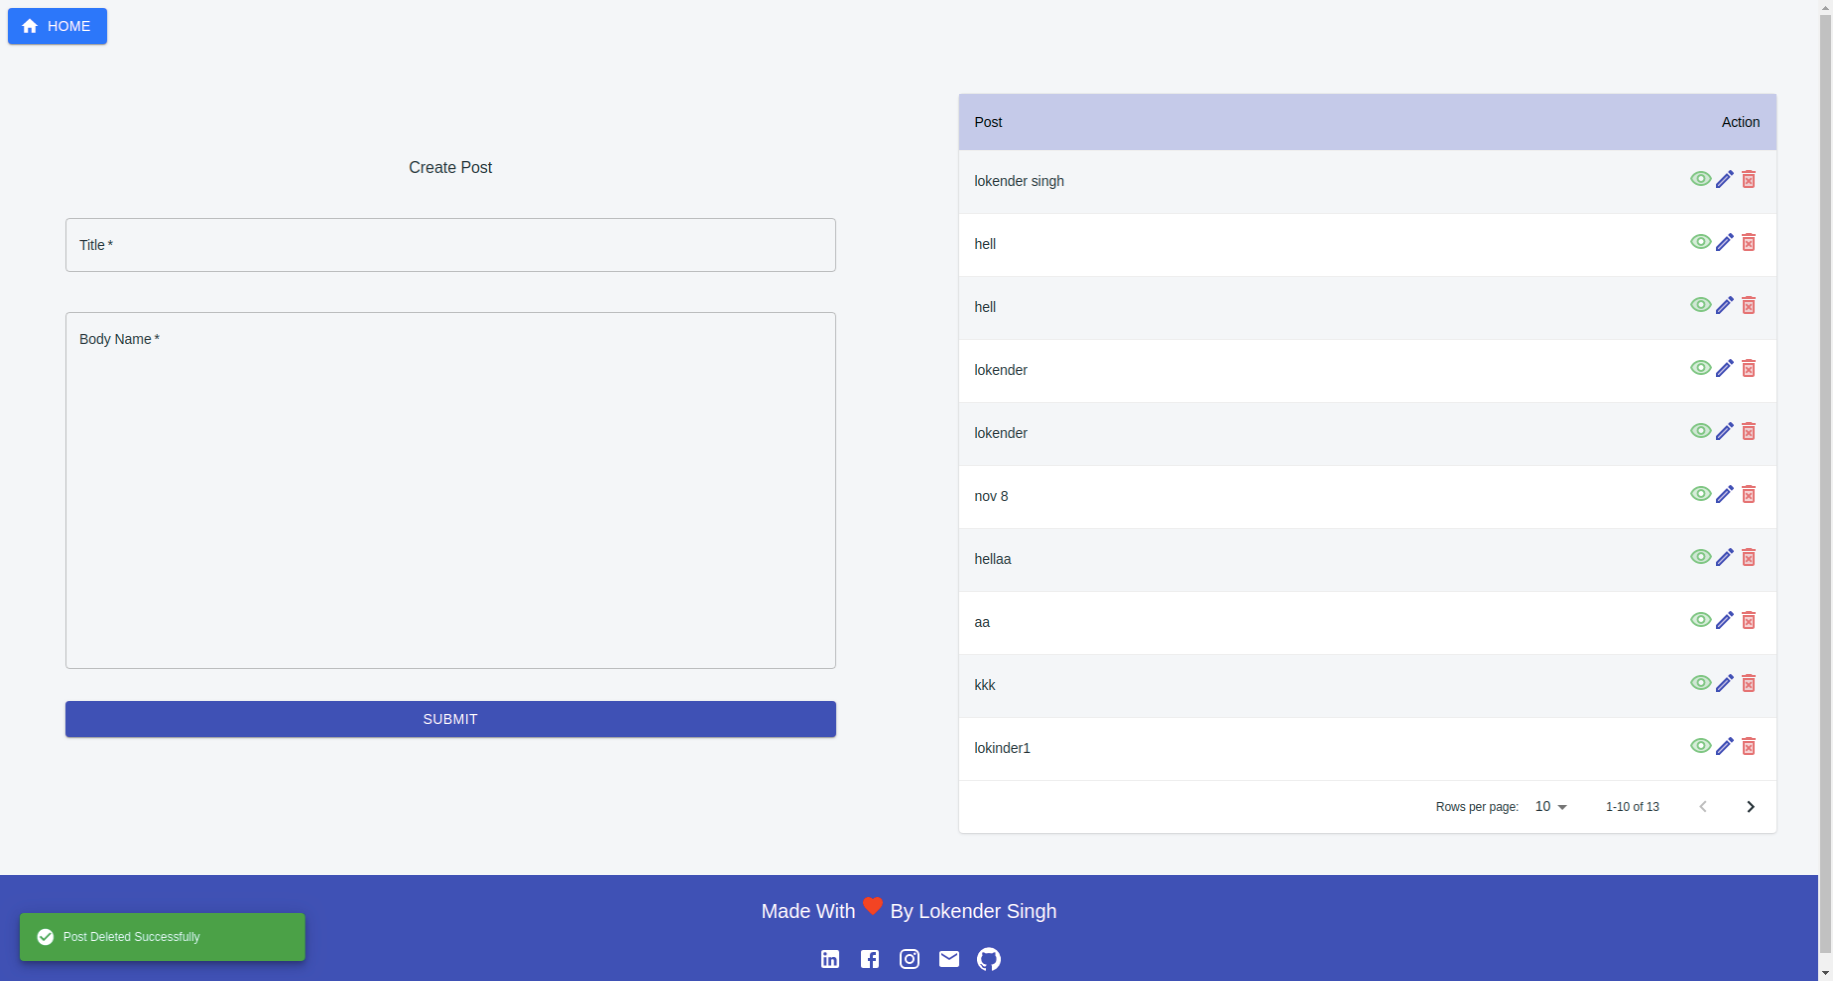 HOME
Create Post
Title *
Body Name *
SUBMIT
Post Action
lokender singh
hell
hell
lokender
lokender
nov 8
hellaa
aa
kkk
lokinder1
Rows per page: 10 1-10 of 13
Made With By Lokender Singh
Post Deleted Successfully